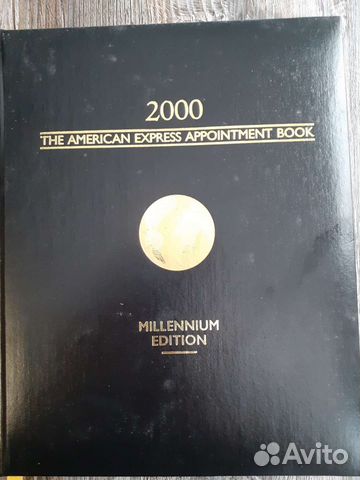 2000
THE AMERICAN EXPRESS APPOINTMENT BOOK
MILLENNIUM
EDITION
Avito